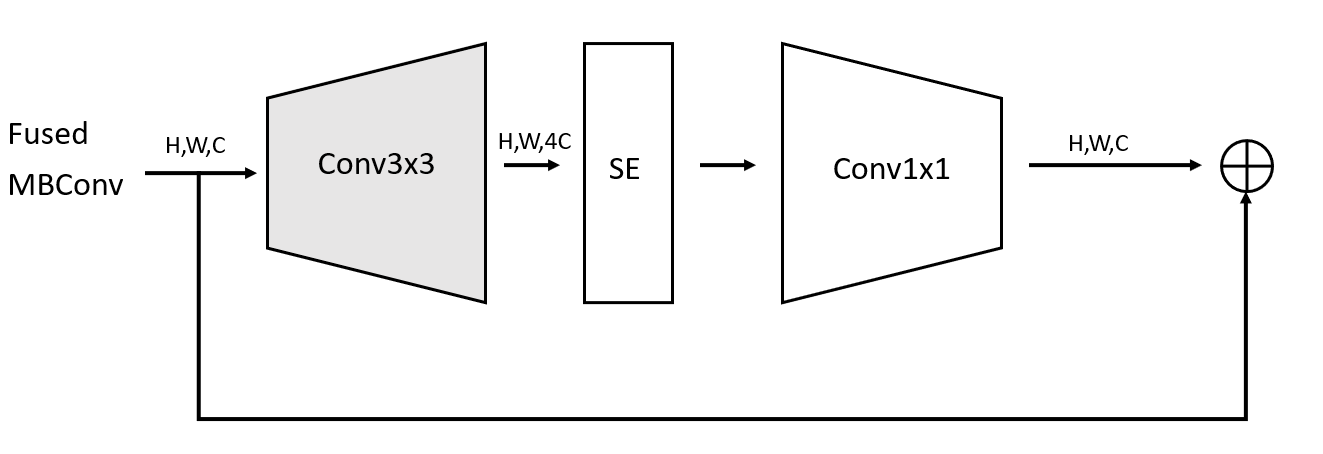 Fused
MBConv
H,W,C
Conv3x3
H,W,4C
SE
Conv1x1
H,W,C